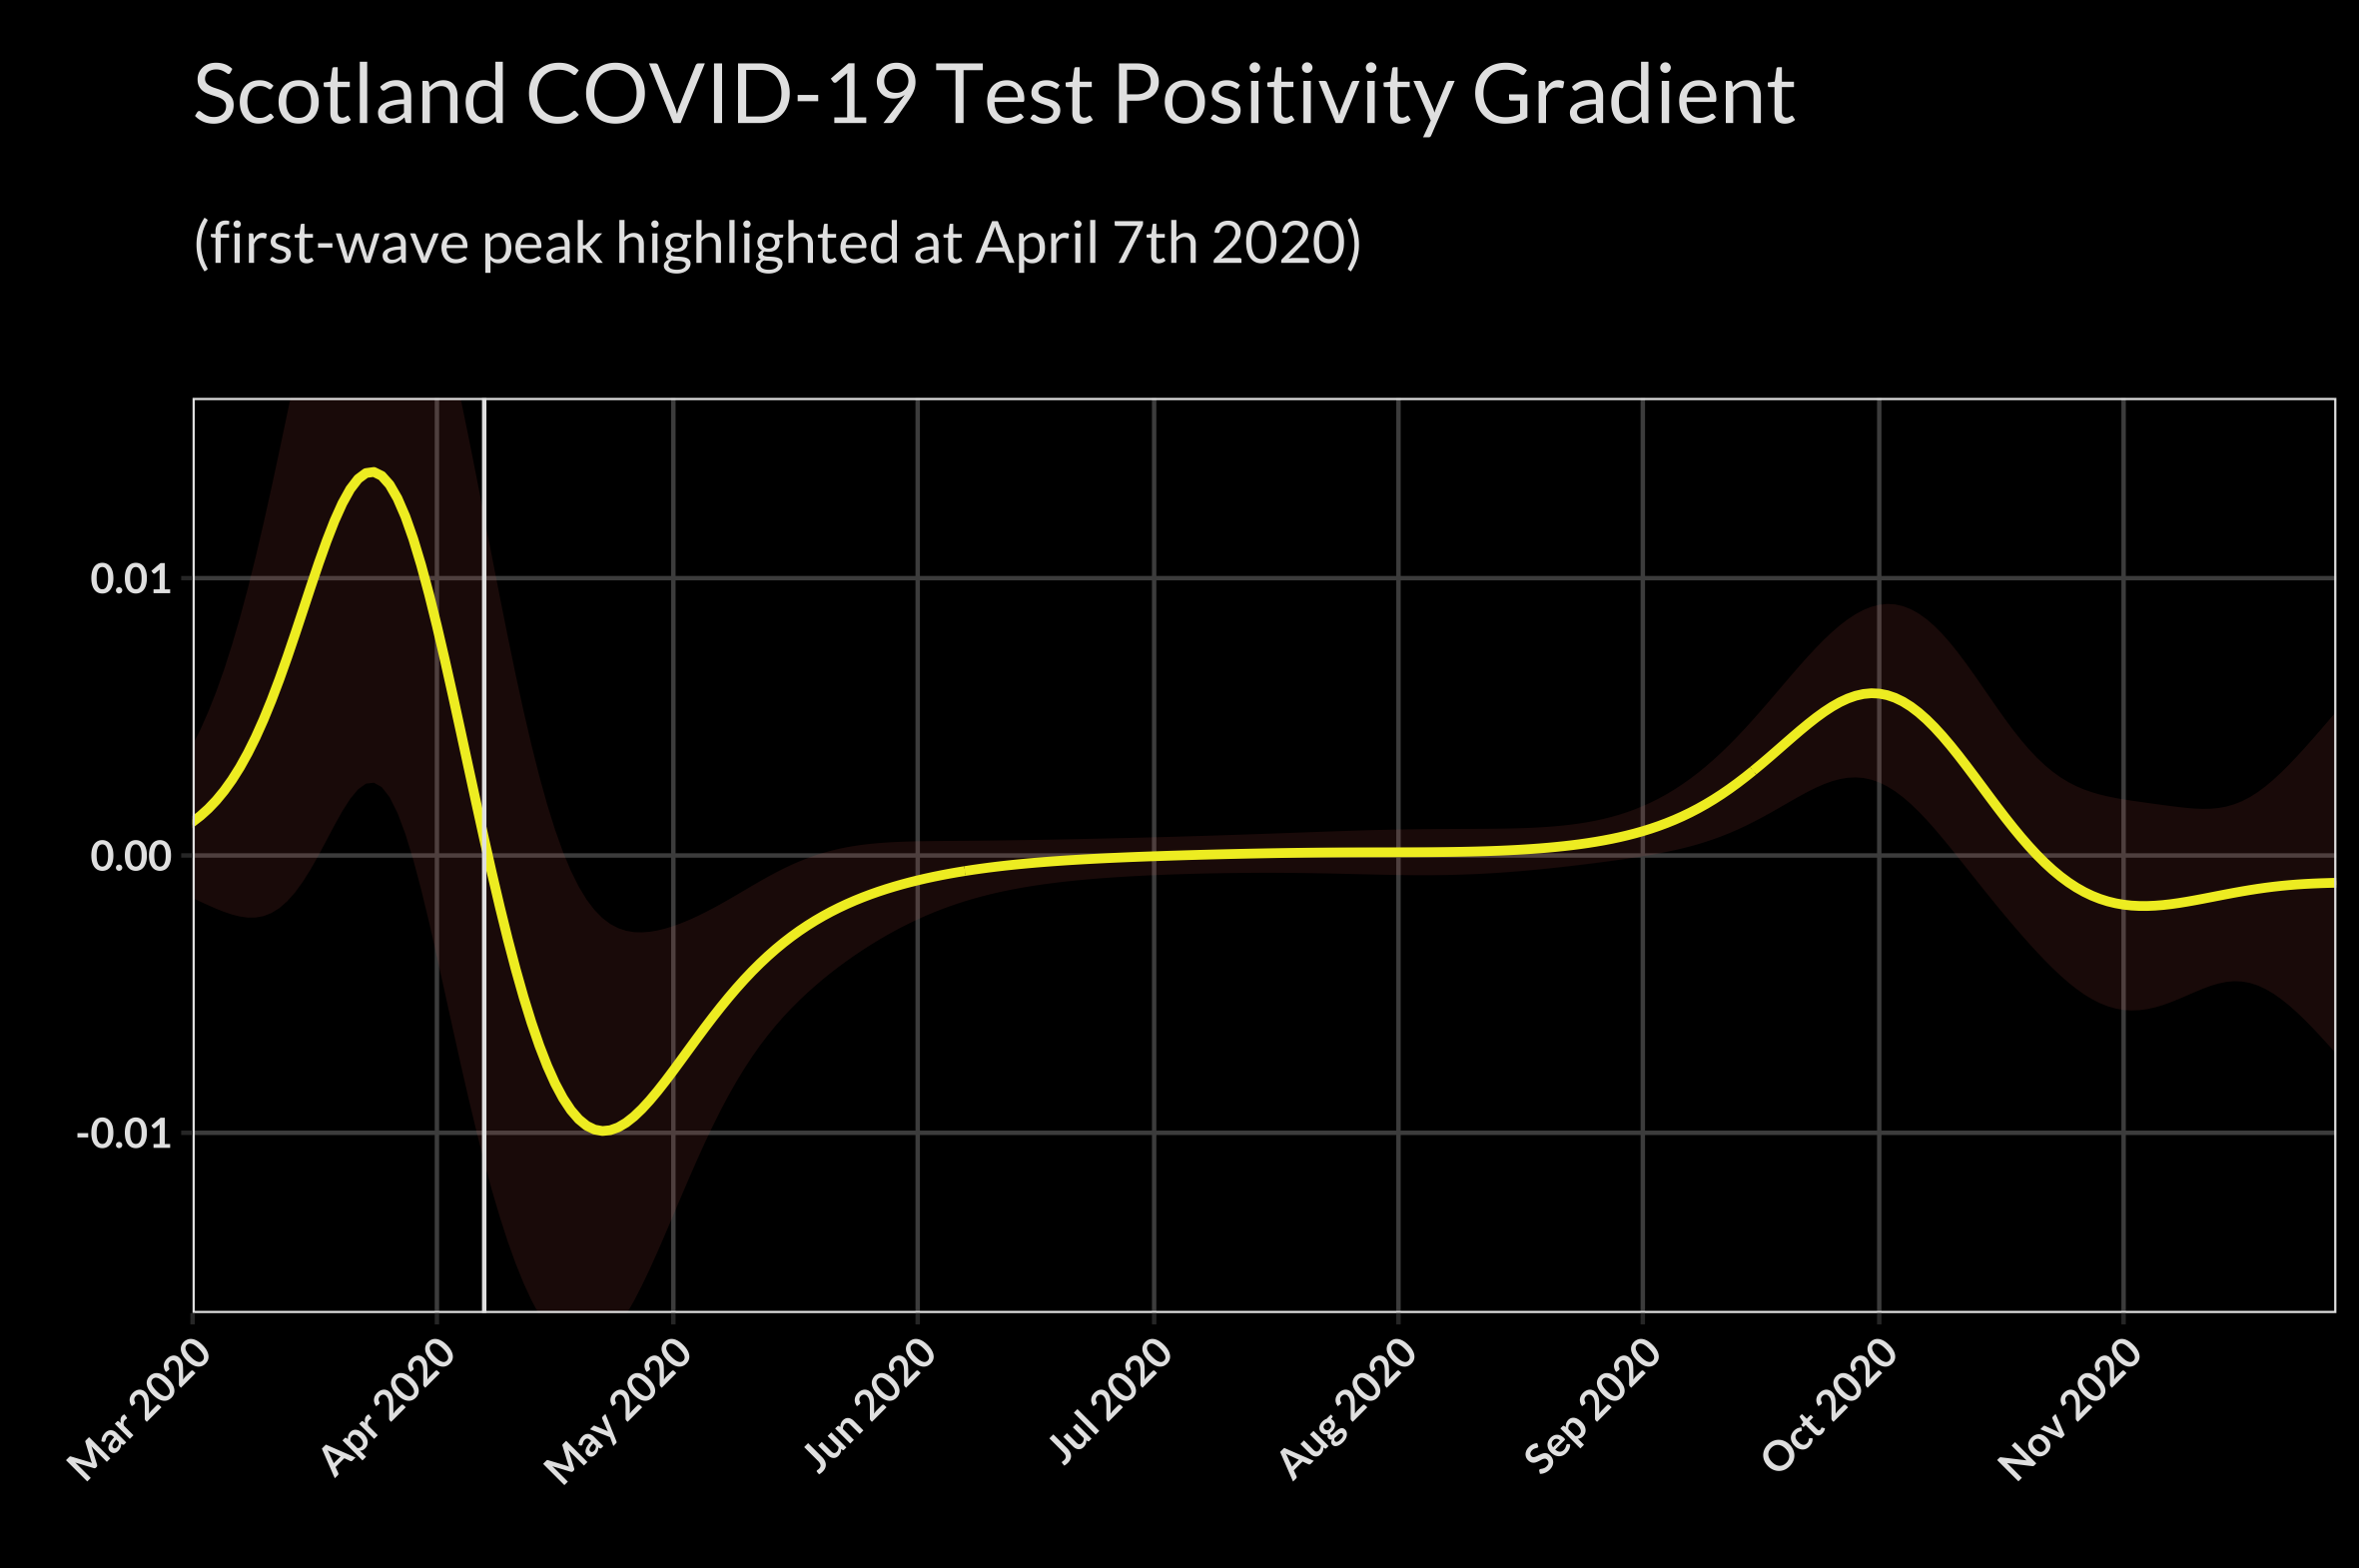 Scotland COVID-19 Test Positivity Gradient
(first-wave peak highlighted at April 7th 2020)
0.01
0.00
-0.01
Mar 2020
Apr 2020
May 2020
Jun 2020
Jul 2020
Aug 2020
Sep 2020
Oct 2020
Nov 2020